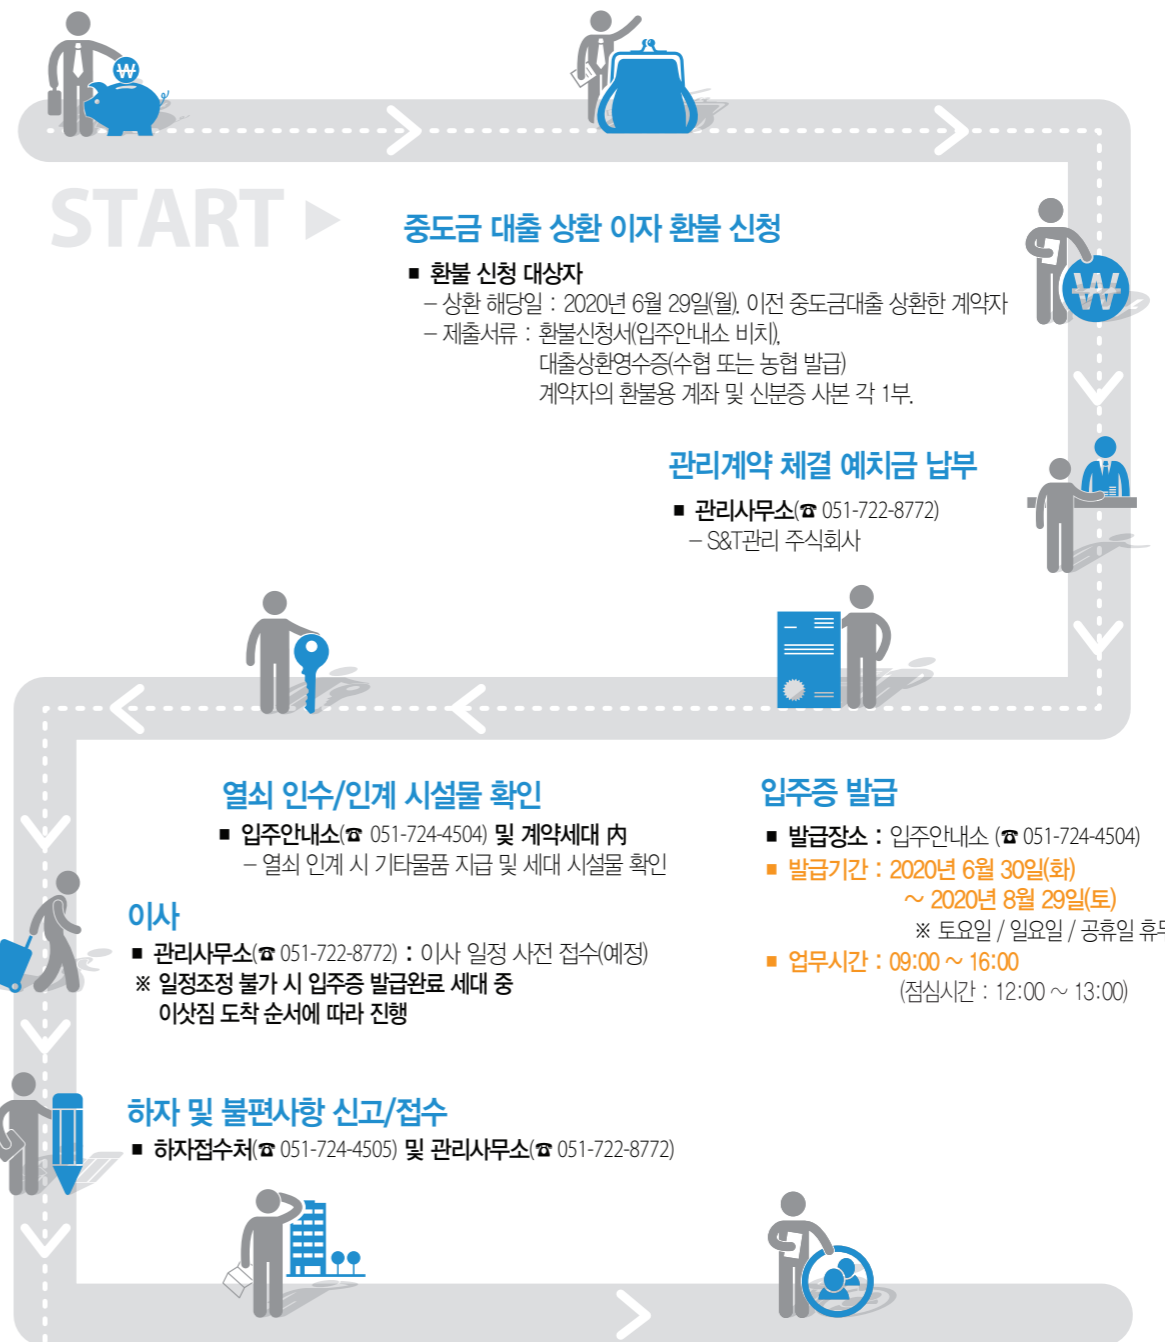 START ▶
중도금 대출 상환 이자 환불 신청
■ 환불 신청 대상자
– 상환 해당일 : 2020년 6월 29일(월). 이전 중도금대출 상환한 계약자
– 제출서류 : 환불신청서(입주안내소 비치),
대출상환영수증(수협 또는 농협 발급)
계약자의 환불용 계좌 및 신분증 사본 각 1부.
관리계약 체결 예치금 납부
■ 관리사무소(☎ 051-722-8772)
– S&T관리 주식회사
열쇠 인수/인계 시설물 확인
■ 입주안내소(☎ 051-724-4504) 및 계약세대 内
– 열쇠 인계 시 기타물품 지급 및 세대 시설물 확인
입주증 발급
■ 발급장소 : 입주안내소 (☎ 051-724-4504)
■ 발급기간 : 2020년 6월 30일(화)
~ 2020년 8월 29일(토)
※ 토요일 / 일요일 / 공휴일 휴무
■ 업무시간 : 09:00 ~ 16:00
(점심시간 : 12:00 ~ 13:00)
이사
■ 관리사무소(☎ 051-722-8772) : 이사 일정 사전 접수(예정)
※ 일정조정 불가 시 입주증 발급완료 세대 중
이삿짐 도착 순서에 따라 진행
하자 및 불편사항 신고/접수
■ 하자접수처(☎ 051-724-4505) 및 관리사무소(☎ 051-722-8772)